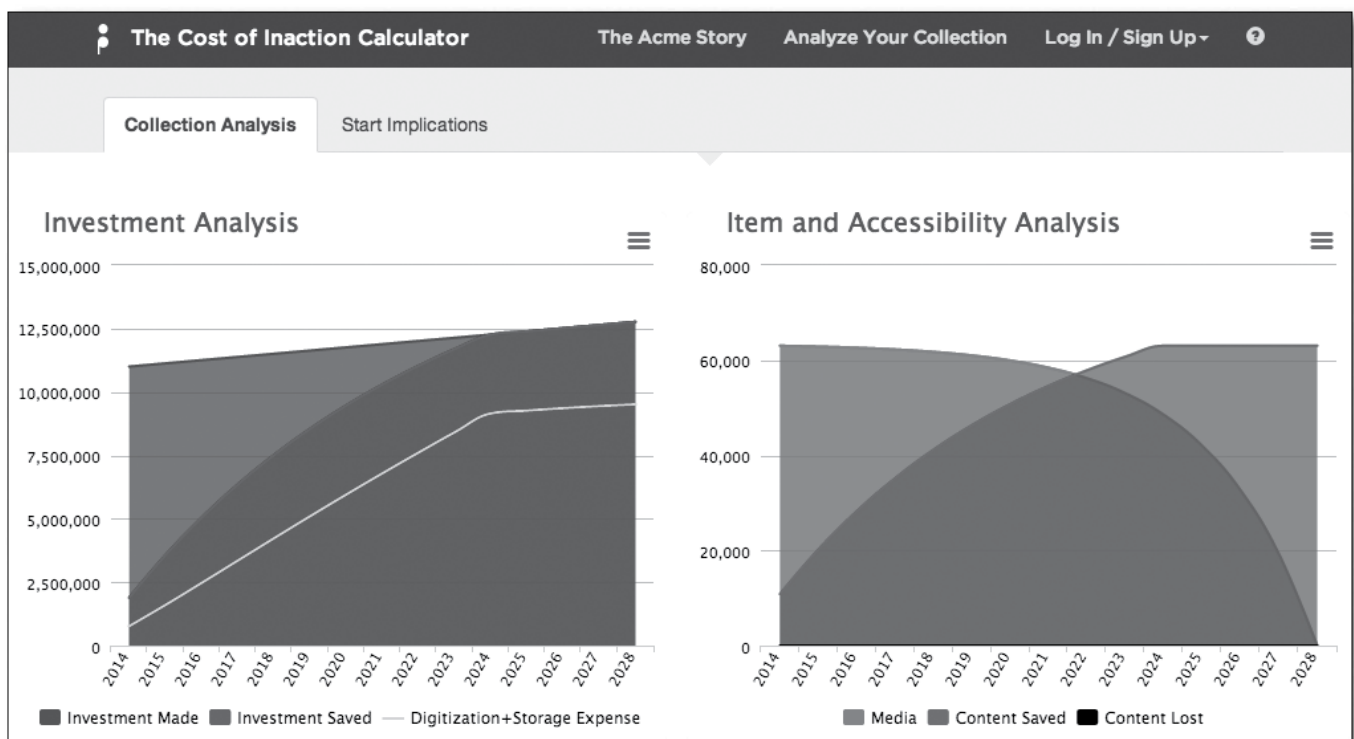 The Cost of Inaction Calculator The Acme Story Analyze Your Collection Log In / Sign Up ?
Collection Analysis Start Implications
Investment Analysis
15,000,000
12,500,000
10,000,000
7,500,000
5,000,000
2,500,000
0
2014 2015 2016 2017 2018 2019 2020 2021 2022 2023 2024 2025 2026 2027 2028
Investment Made Investment Saved Digitization+Storage Expense
Item and Accessibility Analysis
80,000
60,000
40,000
20,000
0
2014 2015 2016 2017 2018 2019 2020 2021 2022 2023 2024 2025 2026 2027 2028
Media Content Saved Content Lost